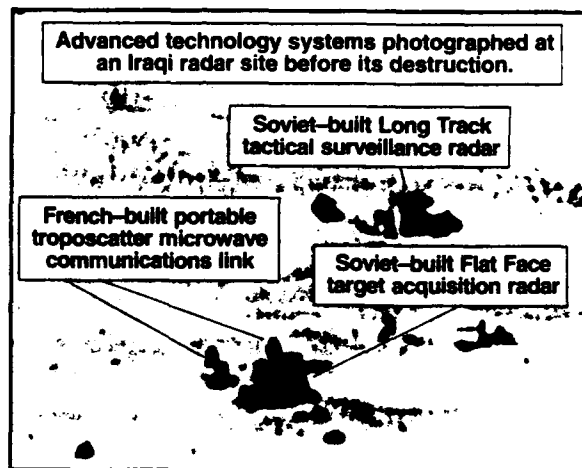 Advanced technology systems photographed at
an Iraqi radar site before its destruction.
Soviet–built Long Track
tactical surveillance radar
French–built portable
troposcatter microwave
communications link
Soviet–built Flat Face
target acquisition radar